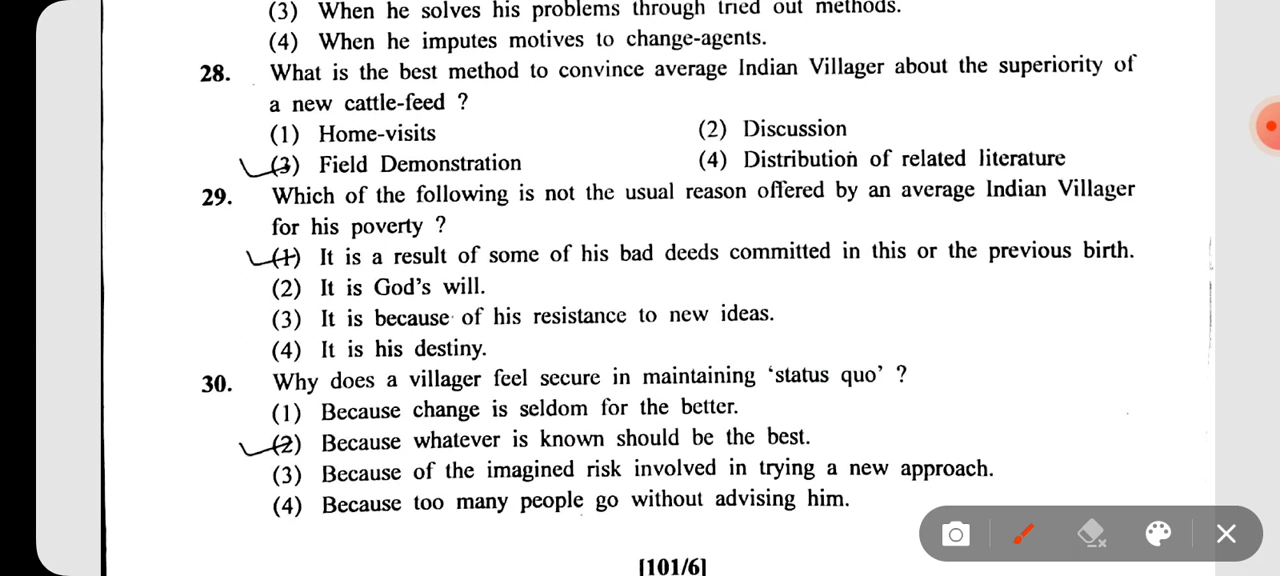 (3) When he solves his problems through tried out methods.
(4) When he imputes motives to change-agents.
28. What is the best method to convince average Indian Villager about the superiority of
a new cattle-feed ?
(1) Home-visits (2) Discussion
(3) Field Demonstration (4) Distribution of related literature
29. Which of the following is not the usual reason offered by an average Indian Villager
for his poverty ?
(1) It is a result of some of his bad deeds committed in this or the previous birth.
(2) It is God's will.
(3) It is because of his resistance to new ideas.
(4) It is his destiny.
30. Why does a villager feel secure in maintaining 'status quo' ?
(1) Because change is seldom for the better.
(2) Because whatever is known should be the best.
(3) Because of the imagined risk involved in trying a new approach.
(4) Because too many people go without advising him.
[101/6]